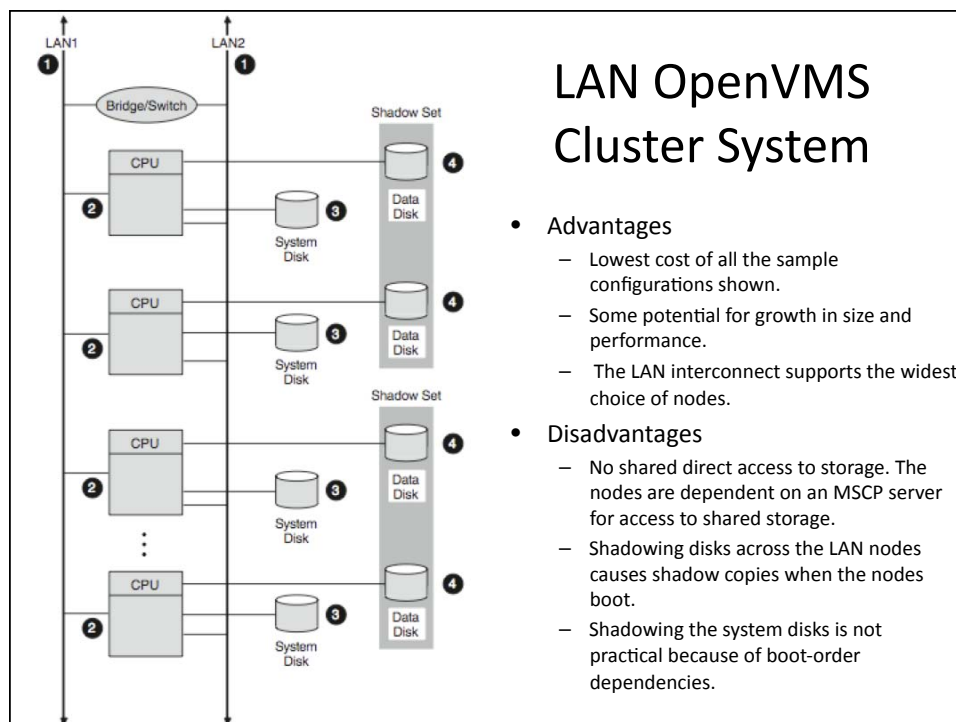 LAN1
LAN2
1
1
Bridge/Switch
Shadow Set
CPU
4
Data
Disk
2
3
System
Disk
CPU
4
Data
Disk
2
3
System
Disk
Shadow Set
CPU
4
Data
Disk
2
3
System
Disk
CPU
4
Data
Disk
2
3
System
Disk
LAN OpenVMS
Cluster System
• Advantages
– Lowest cost of all the sample
configurations shown.
– Some potential for growth in size and
performance.
– The LAN interconnect supports the widest
choice of nodes.
• Disadvantages
– No shared direct access to storage. The
nodes are dependent on an MSCP server
for access to shared storage.
– Shadowing disks across the LAN nodes
causes shadow copies when the nodes
boot.
– Shadowing the system disks is not
practical because of boot-order
dependencies.